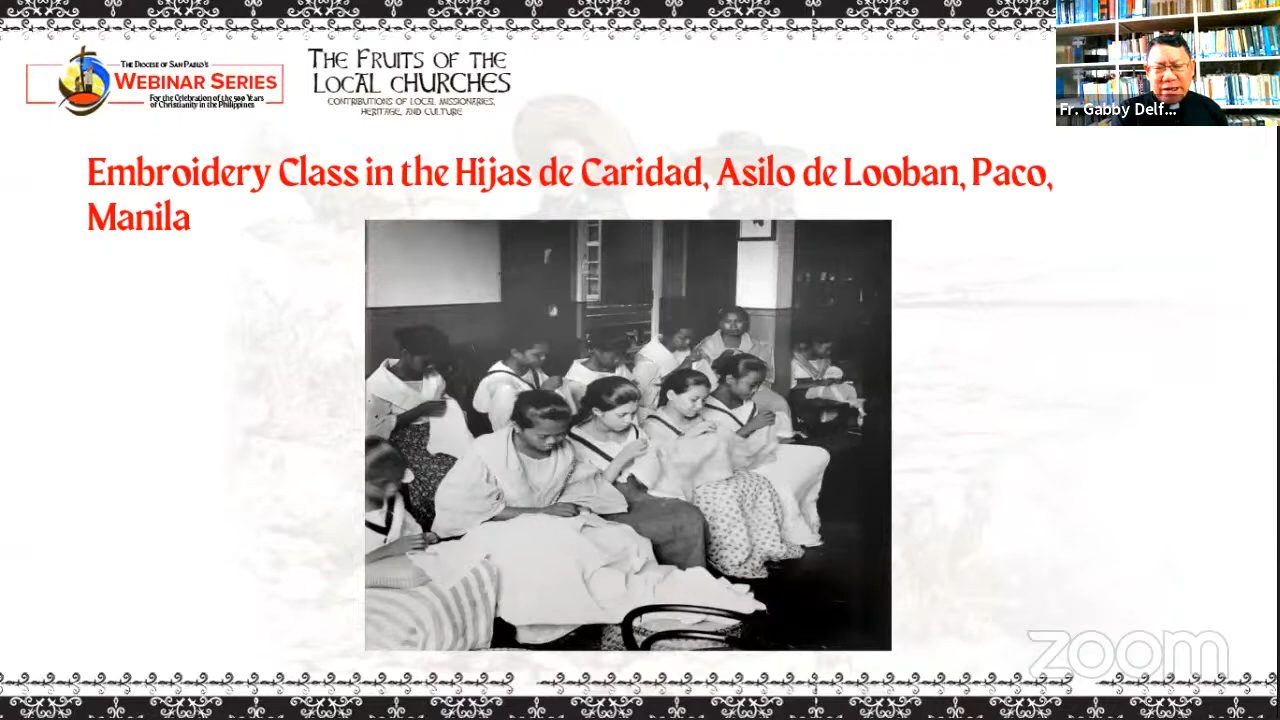 The Diocese of San Pablo's
Webinar Series
For the Celebration of the 500 Years
of Christianity in the Philippines
The Fruits of the
Local Churches
Contributions of Local Missionaries,
Heritage, and Culture
Fr. Gabby Delf...
Embroidery Class in the Hijas de Caridad, Asilo de Looban, Paco,
Manila
zoom